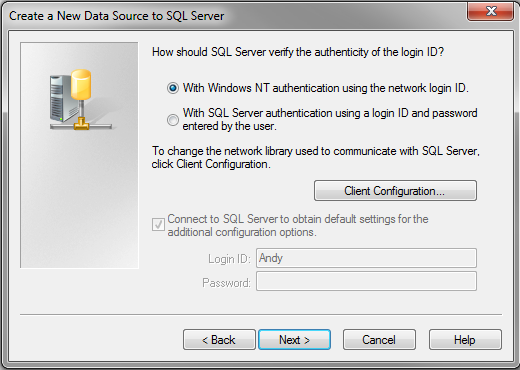 Create a New Data Source to SQL Server
How should SQL Server verify the authenticity of the login ID?
With Windows NT authentication using the network login ID.
With SQL Server authentication using a login ID and password
entered by the user.
To change the network library used to communicate with SQL Server,
click Client Configuration.
Client Configuration...
Connect to SQL Server to obtain default settings for the
additional configuration options.
Login ID: Andy
Password:
< Back Next > Cancel Help